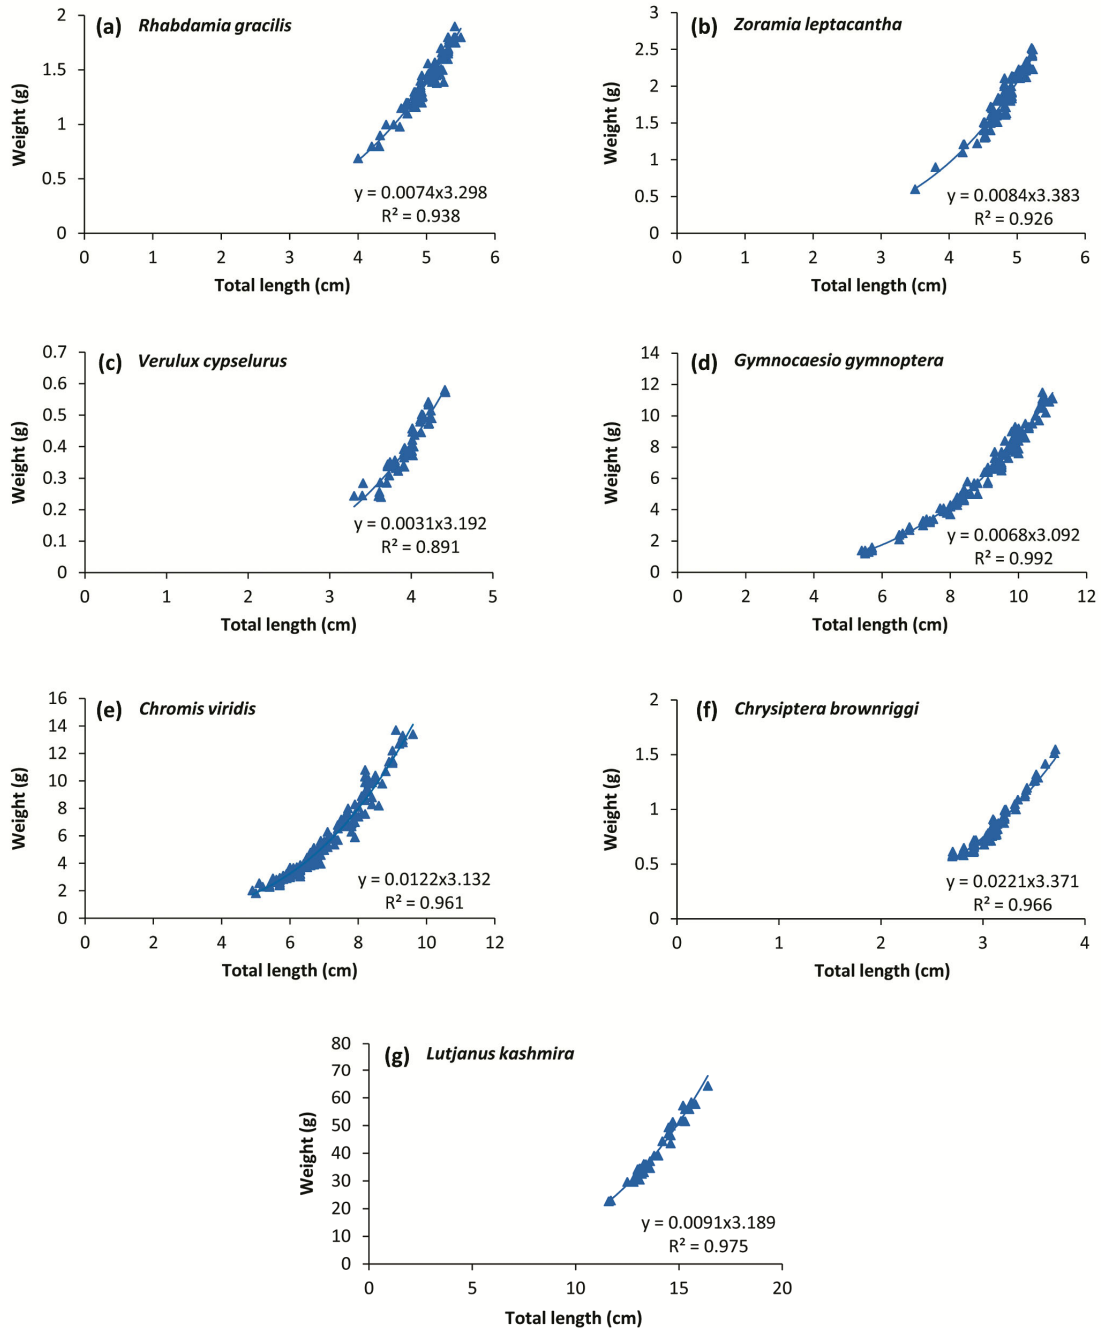 (a) Rhabdamia gracilis
2
1.5
1
0.5
0
Weight (g)
y = 0.0074x3.298
R² = 0.938
0 1 2 3 4 5 6
Total length (cm)
(b) Zoramia leptacantha
3
2.5
2
1.5
1
0.5
0
Weight (g)
y = 0.0084x3.383
R² = 0.926
0 1 2 3 4 5 6
Total length (cm)
(c) Verulux cypselurus
0.7
0.6
0.5
0.4
0.3
0.2
0.1
0
Weight (g)
y = 0.0031x3.192
R² = 0.891
0 1 2 3 4 5
Total length (cm)
(d) Gymnocaesio gymnoptera
14
12
10
8
6
4
2
0
Weight (g)
y = 0.0068x3.092
R² = 0.992
0 2 4 6 8 10 12
Total length (cm)
(e) Chromis viridis
16
14
12
10
8
6
4
2
0
Weight (g)
y = 0.0122x3.132
R² = 0.961
0 2 4 6 8 10 12
Total length (cm)
(f) Chrysiptera brownriggi
2
1.5
1
0.5
0
Weight (g)
y = 0.0221x3.371
R² = 0.966
0 1 2 3 4
Total length (cm)
(g) Lutjanus kashmira
80
70
60
50
40
30
20
10
0
Weight (g)
y = 0.0091x3.189
R² = 0.975
0 5 10 15 20
Total length (cm)